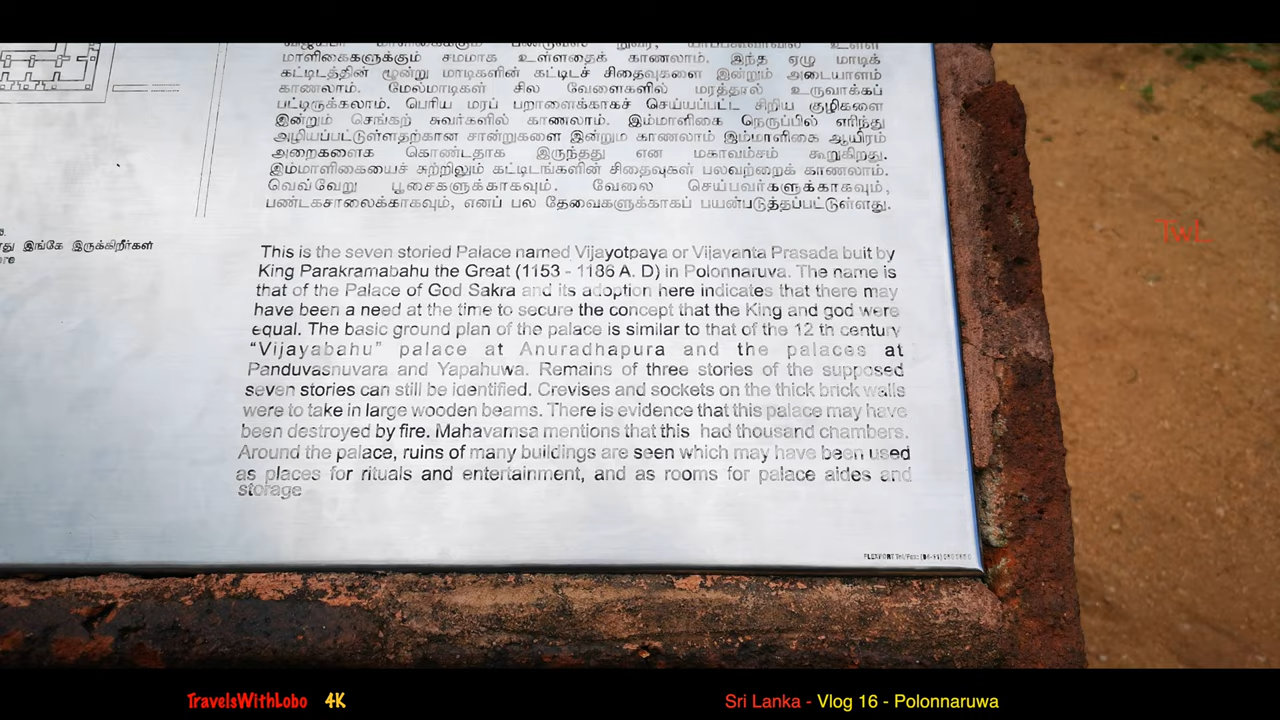 மாளிகைகளுக்கும் சமமாக உள்ளதைக் காணலாம். இந்த ஏழு மாடிக்
கட்டிடத்தின் மூன்று மாடிகளின் கட்டிடச் சிதைவுகளை இன்றும் அடையாளம்
காணலாம். மேல்மாடிகள் சில வேளைகளில் மரத்தால் உருவாக்கப்
பட்டிருக்கலாம். பெரிய மரப் பறாளைக்காகச் செய்யப்பட்ட சிறிய குழிகளை
இன்றும் செங்கற் சுவர்களில் காணலாம். இம்மாளிகை நெருப்பில் எரிந்து
அழியப்பட்டுள்ளதற்கான சான்றுகளை இன்றும காணலாம் இம்மாளிகை ஆயிரம்
அறைகளைக கொண்டதாக இருந்தது என மகாவம்சம் கூறுகிறது.
இம்மாளிகையைச் சுற்றிலும் கட்டிடங்களின் சிதைவுகள் பலவற்றைக் காணலாம்.
வெவ்வேறு பூசைகளுக்காகவும். வேலை செய்பவர்களுக்காகவும்,
பண்டகசாலைக்காகவும், எனப் பல தேவைகளுக்காகப் பயன்படுத்தப்பட்டுள்ளது.
இங்கே இருக்கிறீர்கள்
This is the seven storied Palace named Vijayotpaya or Vijayanta Prasada buit by
King Parakramabahu the Great (1153 - 1186 A. D) in Polonnaruva. The name is
that of the Palace of God Sakra and its adoption here indicates that there may
have been a need at the time to secure the concept that the King and god were
equal. The basic ground plan of the palace is similar to that of the 12 th century
“Vijayabahu” palace at Anuradhapura and the palaces at
Panduvasnuvara and Yapahuwa. Remains of three stories of the supposed
seven stories can still be identified. Crevises and sockets on the thick brick walls
were to take in large wooden beams. There is evidence that this palace may have
been destroyed by fire. Mahavamsa mentions that this had thousand chambers.
Around the palace, ruins of many buildings are seen which may have been used
as places for rituals and entertainment, and as rooms for palace aides and
storage
TwL
TravelsWithLobo 4K
Sri Lanka - Vlog 16 - Polonnaruwa